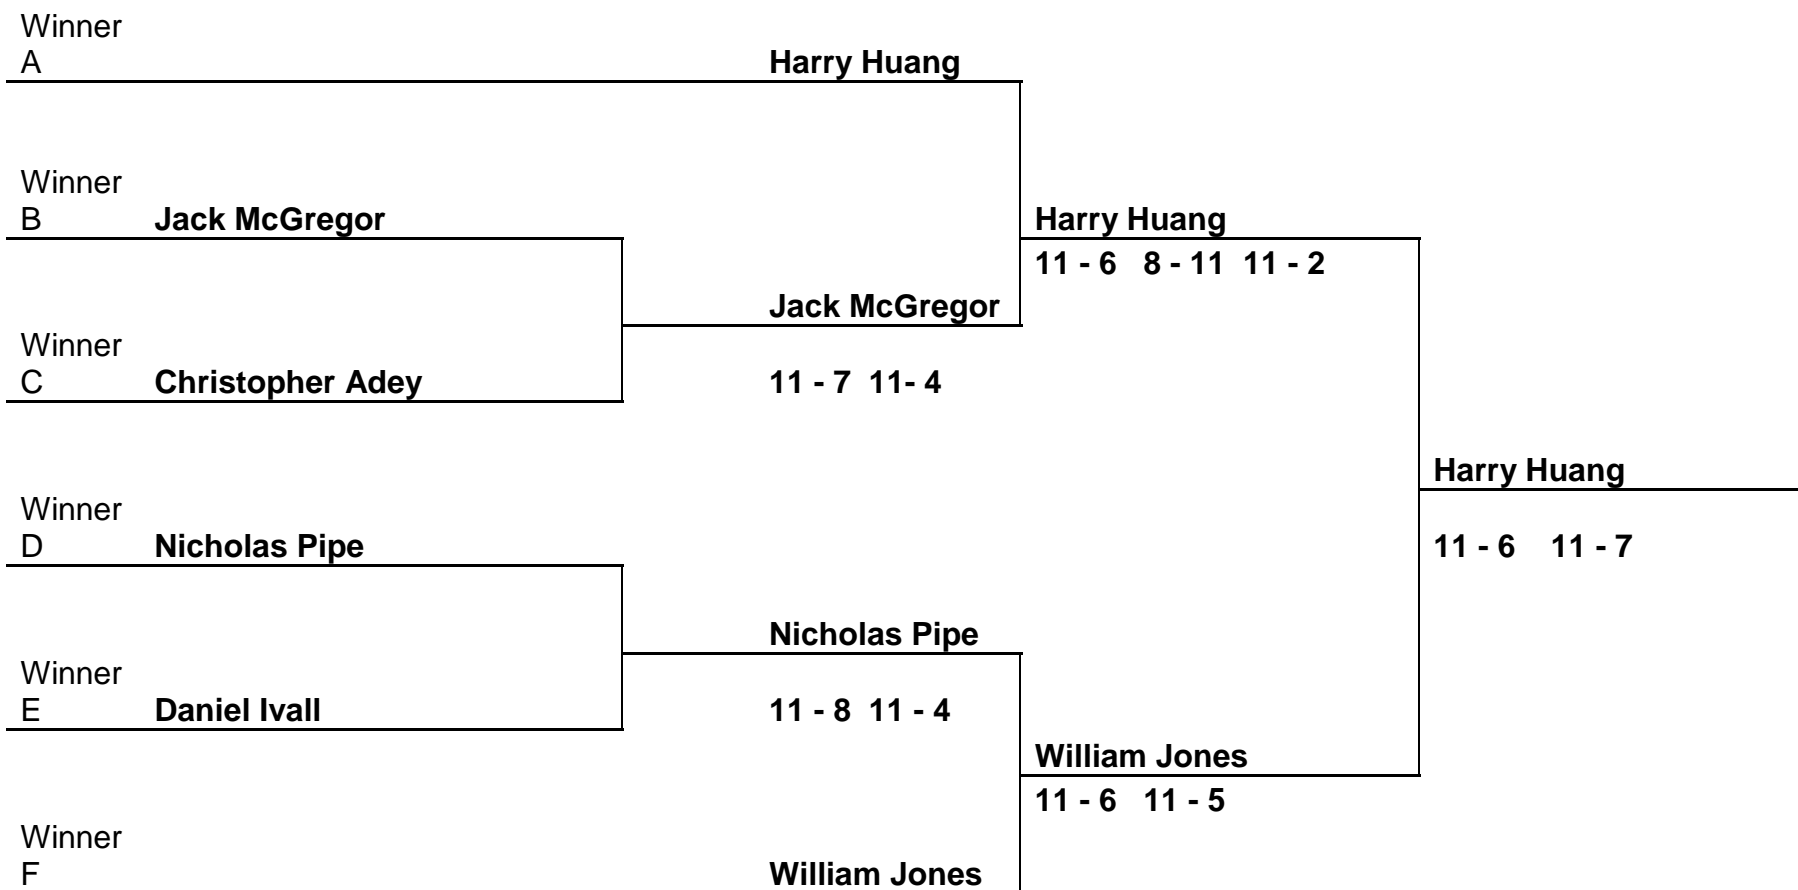 Winner
A Harry Huang
Winner
B Jack McGregor Harry Huang
11 - 6 8 - 11 11 - 2
Jack McGregor
Winner
C Christopher Adey 11 - 7 11- 4
Harry Huang
Winner
D Nicholas Pipe 11 - 6 11 - 7
Nicholas Pipe
Winner
E Daniel Ivall 11 - 8 11 - 4
William Jones
11 - 6 11 - 5
Winner
F William Jones